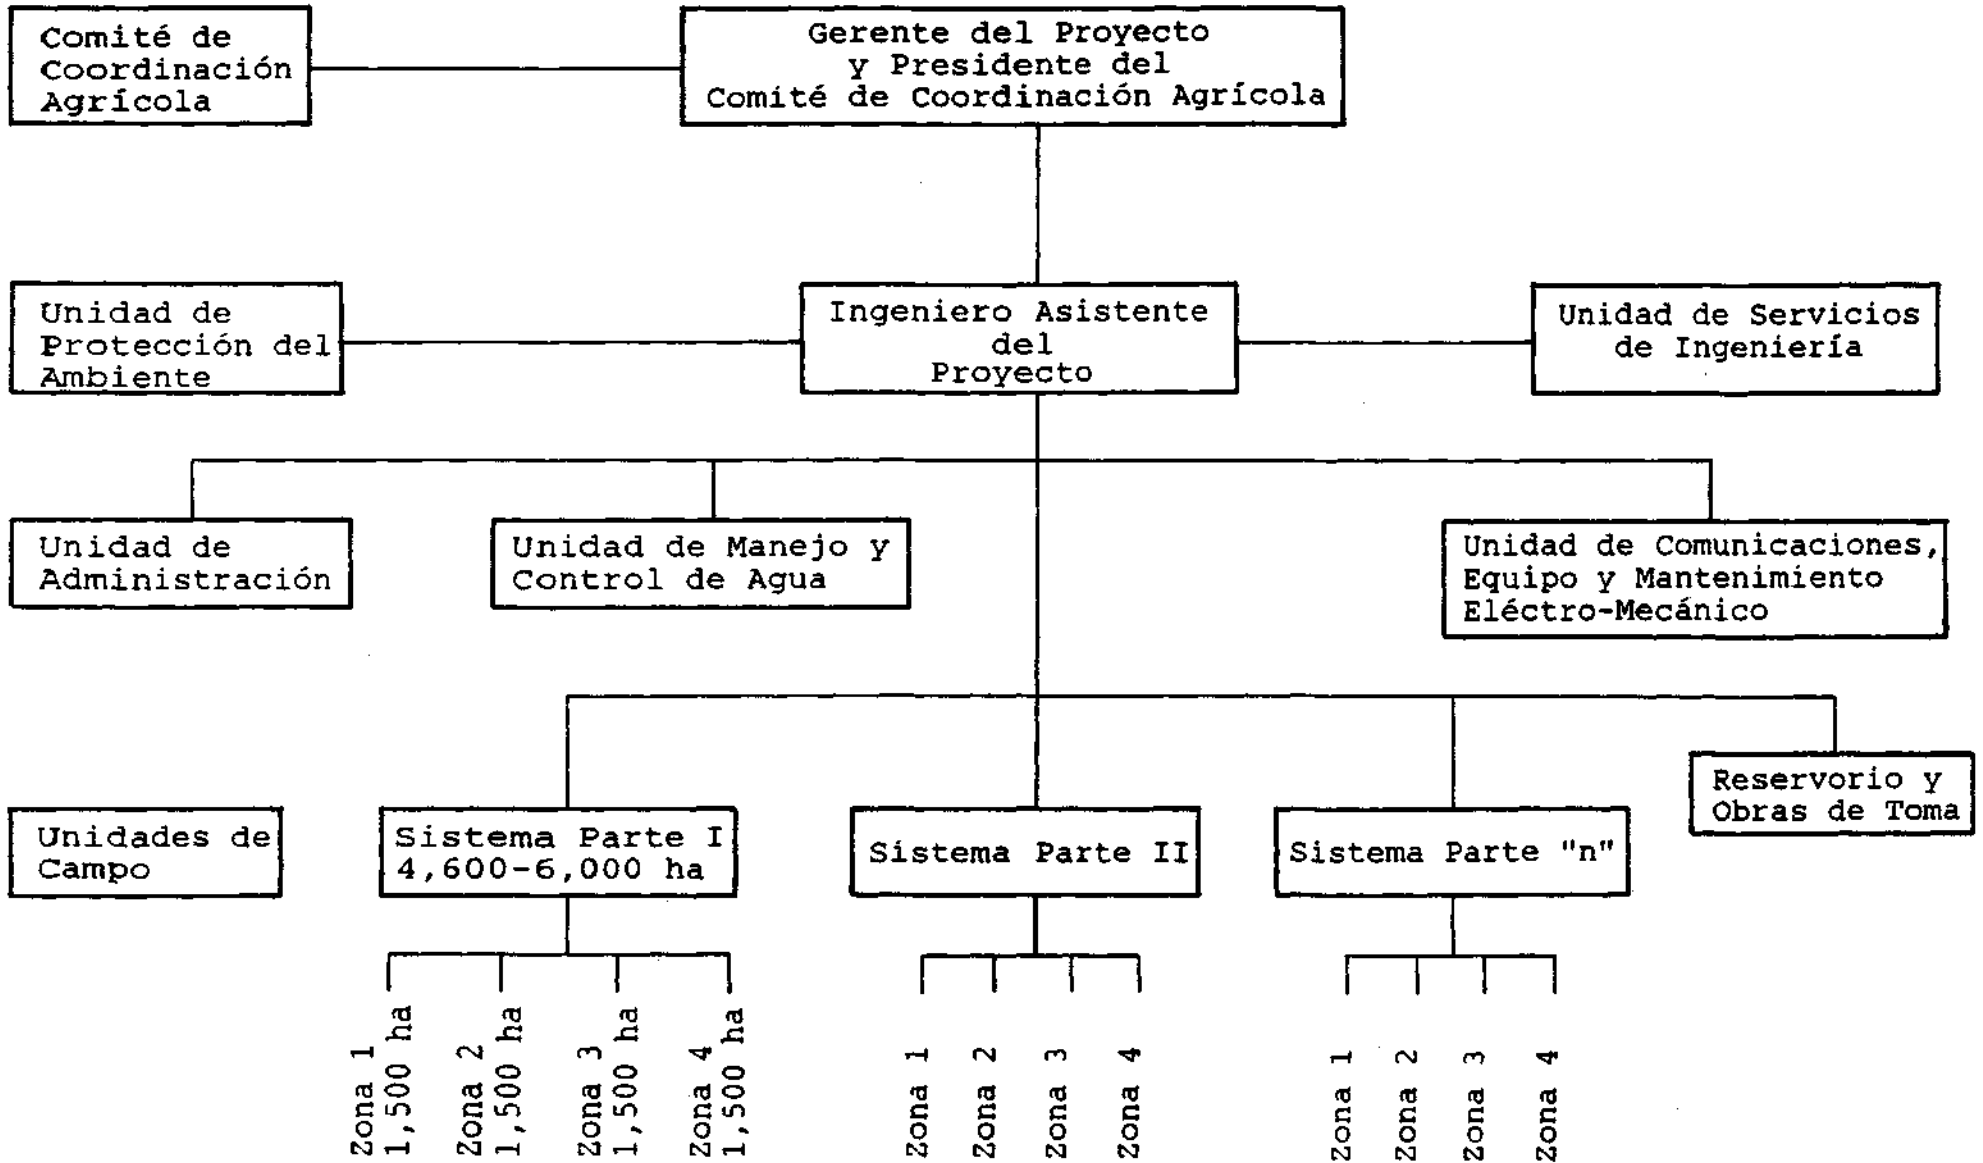 Comité de
Coordinación
Agrícola
Gerente del Proyecto
y Presidente del
Comité de Coordinación Agrícola
Unidad de
Protección del
Ambiente
Ingeniero Asistente
del
Proyecto
Unidad de Servicios
de Ingeniería
Unidad de
Administración
Unidad de Manejo y
Control de Agua
Unidad de Comunicaciones,
Equipo y Mantenimiento
Eléctro-Mecánico
Unidades de
Campo
Sistema Parte I
4,600-6,000 ha
Sistema Parte II
Sistema Parte "n"
Reservorio y
Obras de Toma
Zona 1
1,500 ha
Zona 2
1,500 ha
Zona 3
1,500 ha
Zona 4
1,500 ha
Zona 1
Zona 2
Zona 3
Zona 4
Zona 1
Zona 2
Zona 3
Zona 4